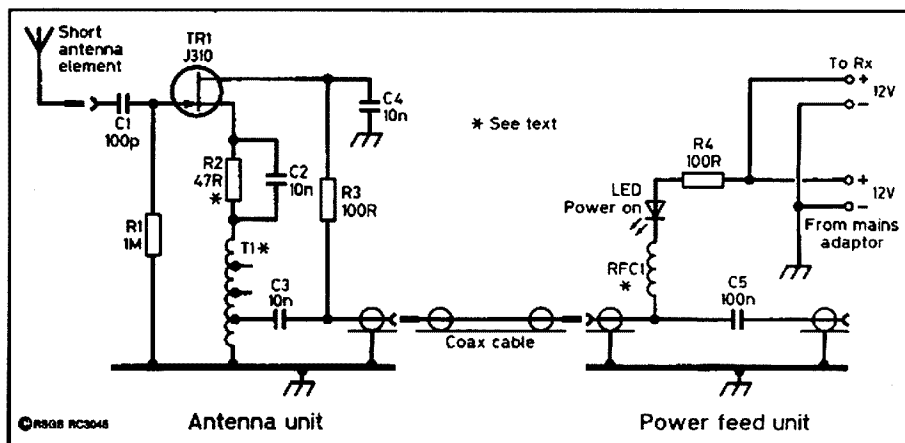 Short
antenna
element
TR1
J310
C1
100p
R1
1M
R2
47R
*
C2
10n
T1*
C3
10n
R3
100R
C4
10n
* See text
Coax cable
LED
Power on
R4
100R
RFC1
*
C5
100n
To Rx
+
12V
−
+
12V
−
From mains
adaptor
Antenna unit
Power feed unit
© RSGB RC3048